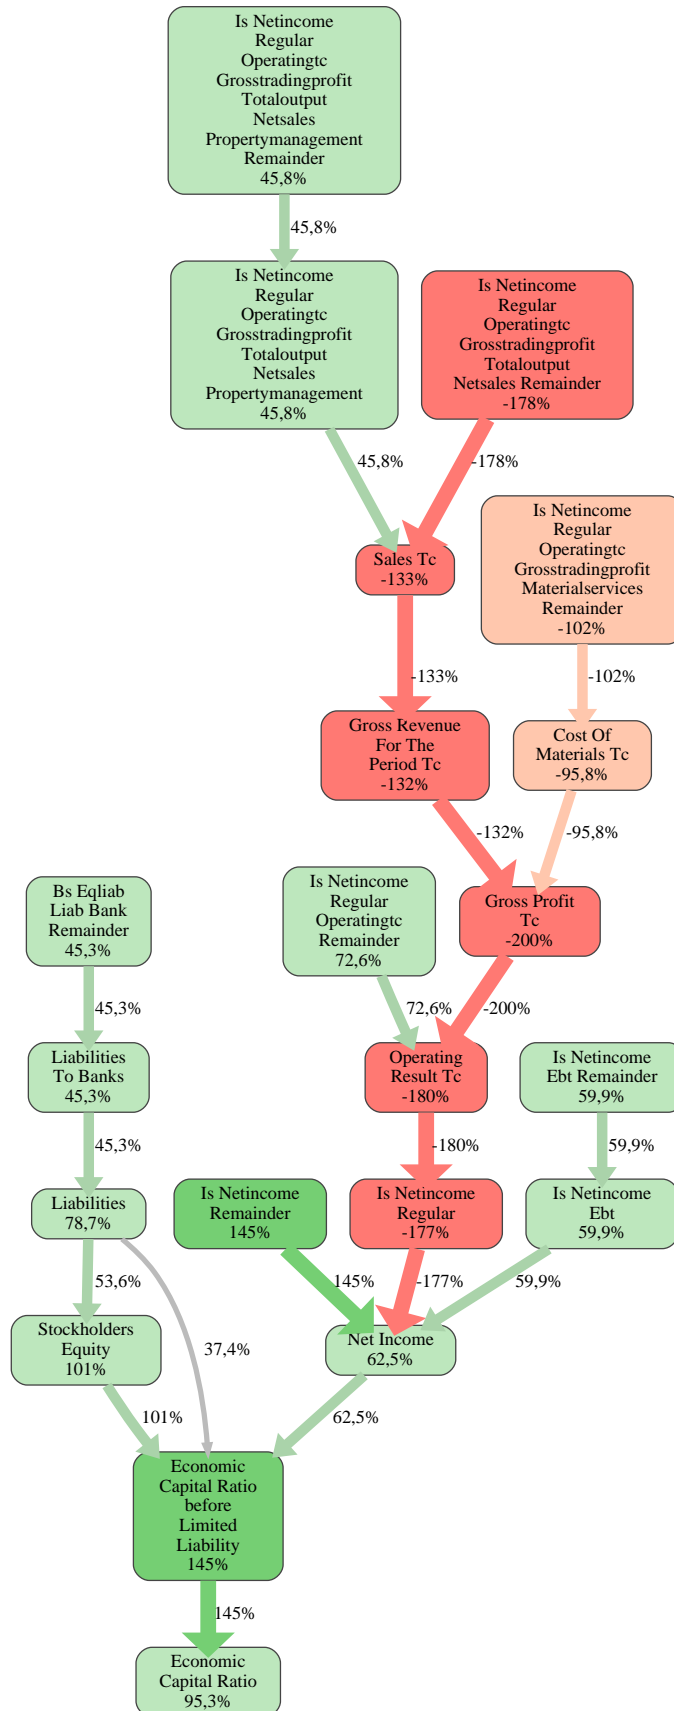 Is Netincome
Regular
Operatingtc
Grosstradingprofit
Totaloutput
Netsales
Propertymanagement
Remainder
45,8%
45,8%
Is Netincome
Regular
Operatingtc
Grosstradingprofit
Totaloutput
Netsales
Propertymanagement
45,8%
Is Netincome
Regular
Operatingtc
Grosstradingprofit
Totaloutput
Netsales Remainder
-178%
45,8%
-178%
Is Netincome
Regular
Operatingtc
Grosstradingprofit
Materialservices
Remainder
-102%
Sales Tc
-133%
-133%
-102%
Gross Revenue
For The
Period Tc
-132%
Cost Of
Materials Tc
-95,8%
-132%
-95,8%
Bs Eqliab
Liab Bank
Remainder
45,3%
Is Netincome
Regular
Operatingtc
Remainder
72,6%
Gross Profit
Tc
-200%
45,3%
72,6%
-200%
Liabilities
To Banks
45,3%
Operating
Result Tc
-180%
Is Netincome
Ebt Remainder
59,9%
45,3%
-180%
59,9%
Liabilities
78,7%
Is Netincome
Remainder
145%
Is Netincome
Regular
-177%
Is Netincome
Ebt
59,9%
53,6%
145%
-177%
59,9%
Stockholders
Equity
101%
37,4%
Net Income
62,5%
101%
62,5%
Economic
Capital Ratio
before
Limited
Liability
145%
145%
Economic
Capital Ratio
95,3%